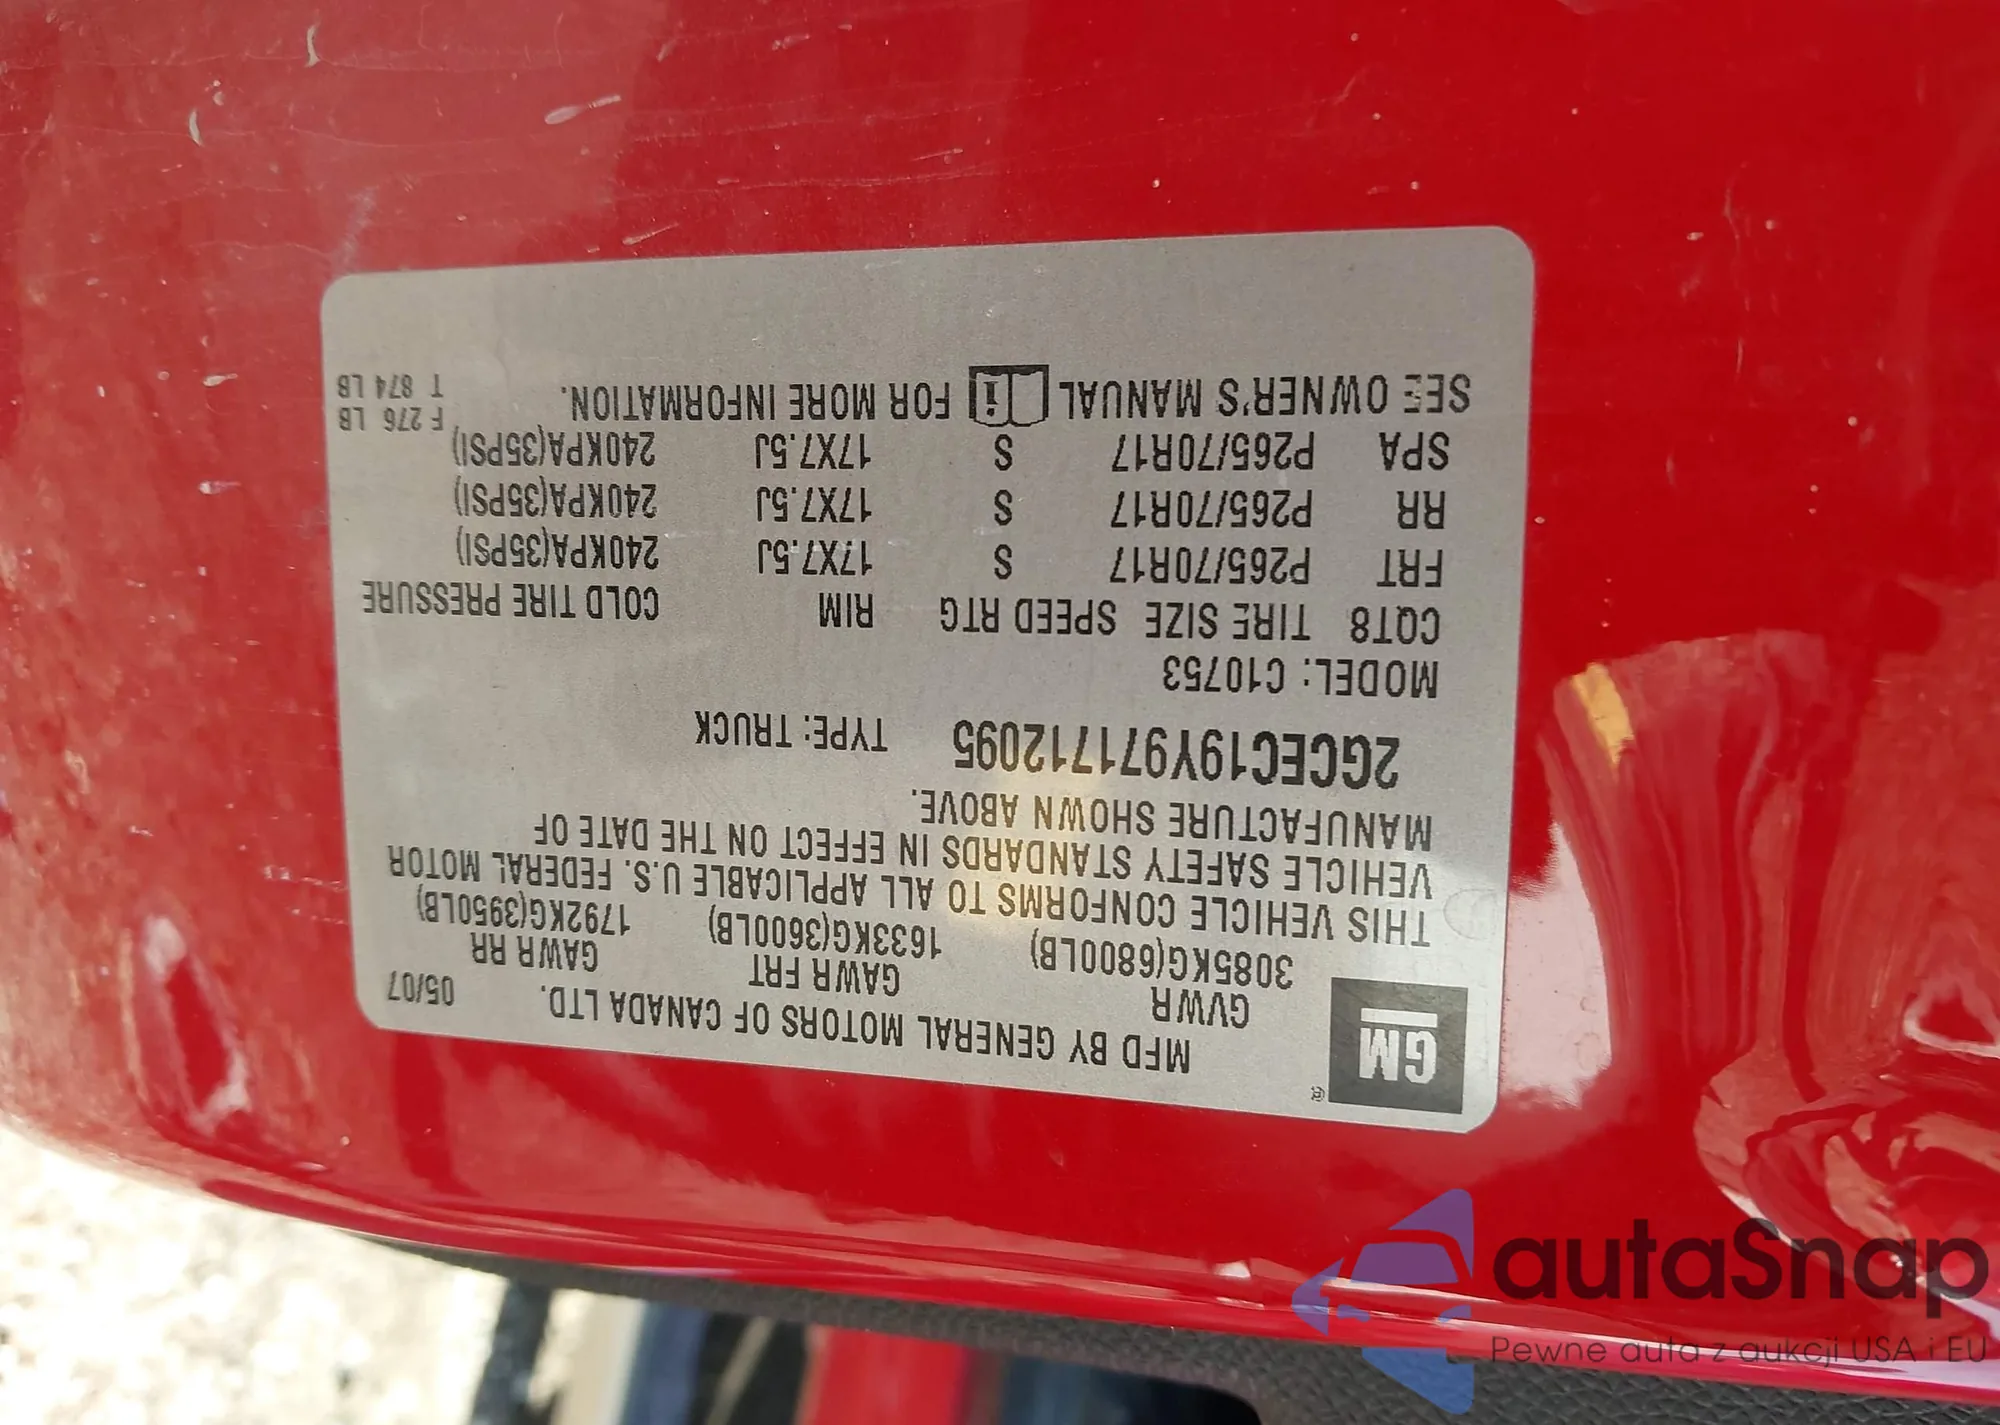 GM ®
MFD BY GENERAL MOTORS OF CANADA LTD. 05/07
GVWR GAWR FRT GAWR RR
3085KG(6800LB) 1633KG(3600LB) 1792KG(3950LB)
THIS VEHICLE CONFORMS TO ALL APPLICABLE U.S. FEDERAL MOTOR
VEHICLE SAFETY STANDARDS IN EFFECT ON THE DATE OF
MANUFACTURE SHOWN ABOVE.
2GCEC19Y971712095 TYPE: TRUCK
MODEL: C10753
CQT8 TIRE SIZE SPEED RTG RIM COLD TIRE PRESSURE
FRT P265/70R17 S 17X7.5J 240KPA(35PSI)
RR P265/70R17 S 17X7.5J 240KPA(35PSI)
SPA P265/70R17 S 17X7.5J 240KPA(35PSI)
SEE OWNER'S MANUAL i FOR MORE INFORMATION.
F 276 LB
T 874 LB
autaSnap
Pewne auta z aukcji USA i EU